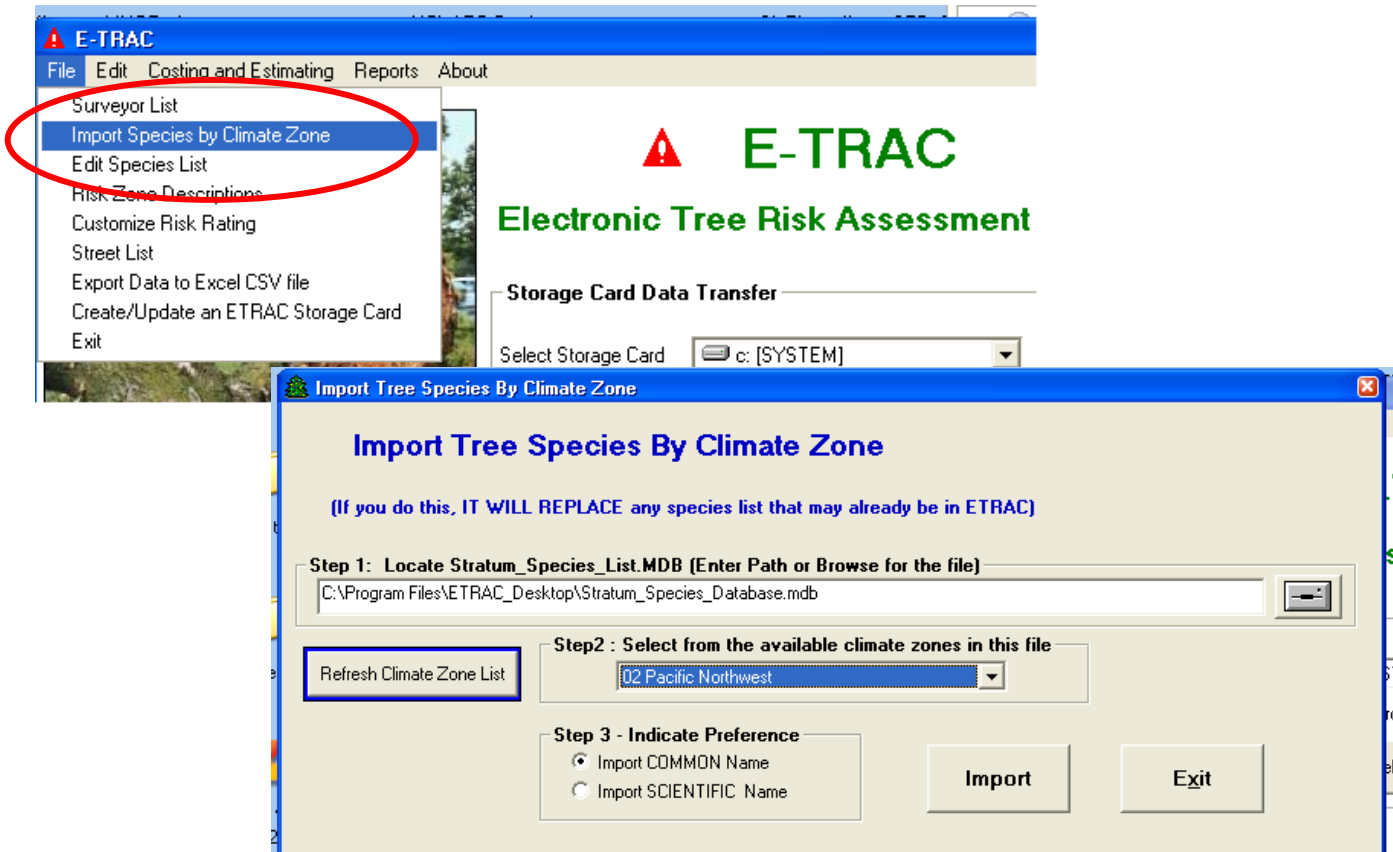 E-TRAC
File Edit Costing and Estimating Reports About
Surveyor List
Import Species by Climate Zone
Edit Species List
Risk Zone Descriptions
Customize Risk Rating
Street List
Export Data to Excel CSV file
Create/Update an ETRAC Storage Card
Exit
E-TRAC
Electronic Tree Risk Assessment
Storage Card Data Transfer
Select Storage Card c: [SYSTEM]
Import Tree Species By Climate Zone
Import Tree Species By Climate Zone
(If you do this, IT WILL REPLACE any species list that may already be in ETRAC)
Step 1: Locate Stratum_Species_List.MDB (Enter Path or Browse for the file)
C:\Program Files\ETRAC_Desktop\Stratum_Species_Database.mdb
Refresh Climate Zone List
Step2 : Select from the available climate zones in this file
02 Pacific Northwest
Step 3 - Indicate Preference
Import COMMON Name
Import SCIENTIFIC Name
Import
Exit